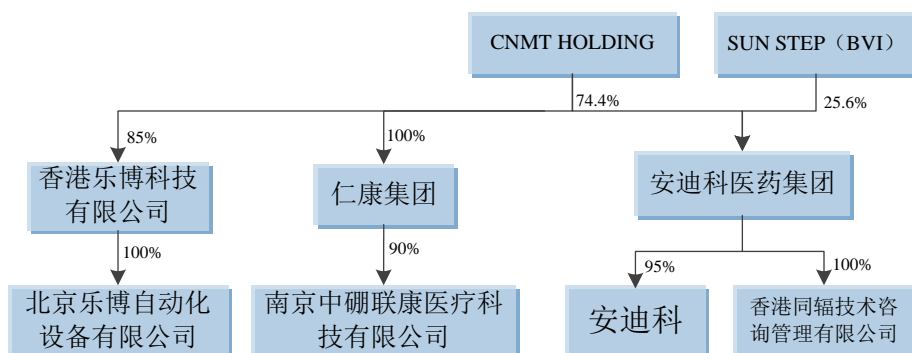 CNMT HOLDING
SUN STEP（BVI）
74.4%
25.6%
85%
100%
香港乐博科技
有限公司
仁康集团
安迪科医药集团
100%
90%
95%
100%
北京乐博自动化
设备有限公司
南京中硼联康医疗科
技有限公司
安迪科
香港同辐技术咨
询管理有限公司